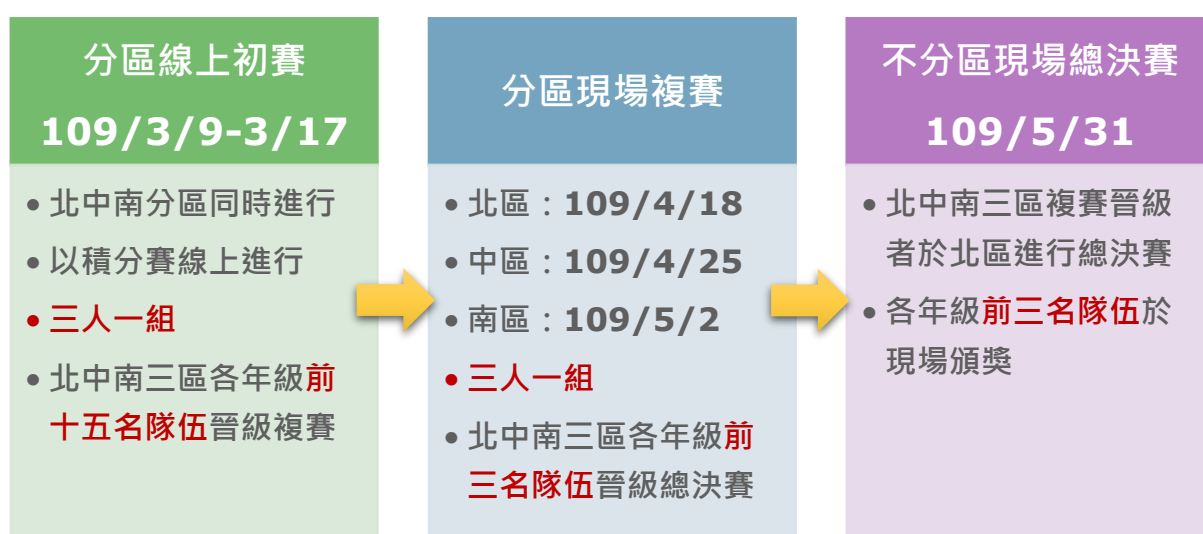 分區線上初賽
109/3/9-3/17
• 北中南分區同時進行
• 以積分賽線上進行
• 三人一組
• 北中南三區各年級前
十五名隊伍晉級複賽
分區現場複賽
• 北區：109/4/18
• 中區：109/4/25
• 南區：109/5/2
• 三人一組
• 北中南三區各年級前
三名隊伍晉級總決賽
不分區現場總決賽
109/5/31
• 北中南三區複賽晉級
者於北區進行總決賽
• 各年級前三名隊伍於
現場頒獎